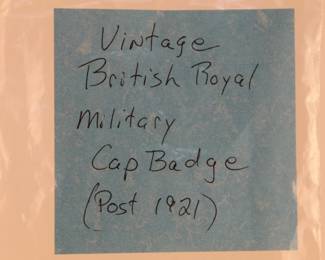 Vintage
British Royal
Military
Cap Badge
(Post 1921)